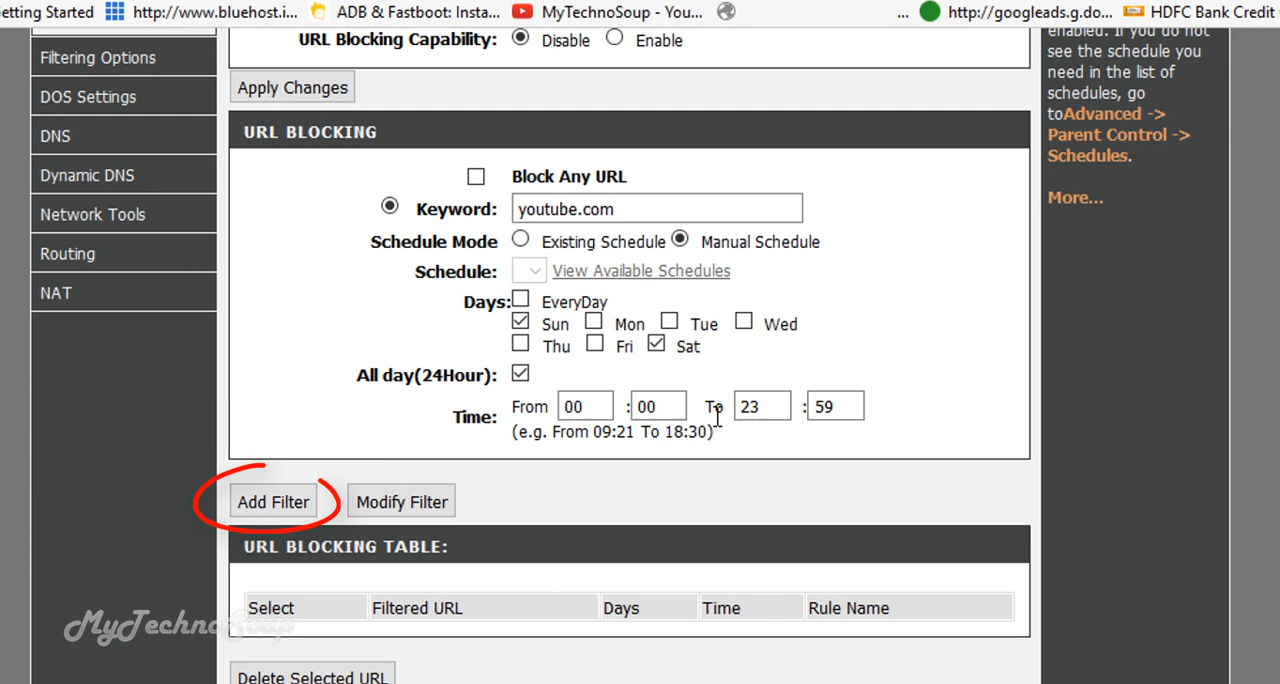 etting Started http://www.bluehost.i... ADB & Fastboot: Insta... MyTechnoSoup - You... ... http://googleads.g.do... HDFC Bank Credit
URL Blocking Capability: Disable Enable
Apply Changes
Filtering Options
DOS Settings
DNS
Dynamic DNS
Network Tools
Routing
NAT
URL BLOCKING
Block Any URL
Keyword: youtube.com
Schedule Mode Existing Schedule Manual Schedule
Schedule: View Available Schedules
Days: EveryDay
Sun Mon Tue Wed
Thu Fri Sat
All day(24Hour):
Time: From 00 : 00 To 23 : 59
(e.g. From 09:21 To 18:30)
Add Filter Modify Filter
URL BLOCKING TABLE:
Select Filtered URL Days Time Rule Name
Delete Selected URL
enabled. If you do not
see the schedule you
need in the list of
schedules, go
toAdvanced ->
Parent Control ->
Schedules.
More...
MyTechnoSoup